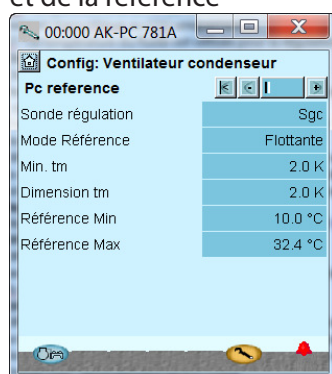 et de la référence
00:000 AK-PC 781A
Config: Ventilateur condenseur
Pc reference
Sonde régulation Sgc
Mode Référence Flottante
Min. tm 2.0 K
Dimension tm 2.0 K
Référence Min 10.0 °C
Référence Max 32.4 °C